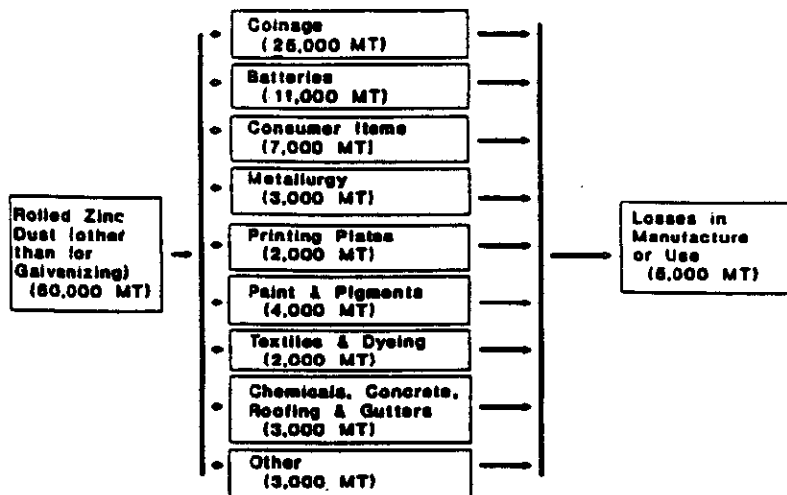 Rolled Zinc
Dust (other
than for
Galvanizing)
(60,000 MT)
Coinage
(25,000 MT)
Batteries
(11,000 MT)
Consumer Items
(7,000 MT)
Metallurgy
(3,000 MT)
Printing Plates
(2,000 MT)
Paint & Pigments
(4,000 MT)
Textiles & Dyeing
(2,000 MT)
Chemicals, Concrete,
Roofing & Gutters
(3,000 MT)
Other
(3,000 MT)
Losses in
Manufacture
or Use
(5,000 MT)